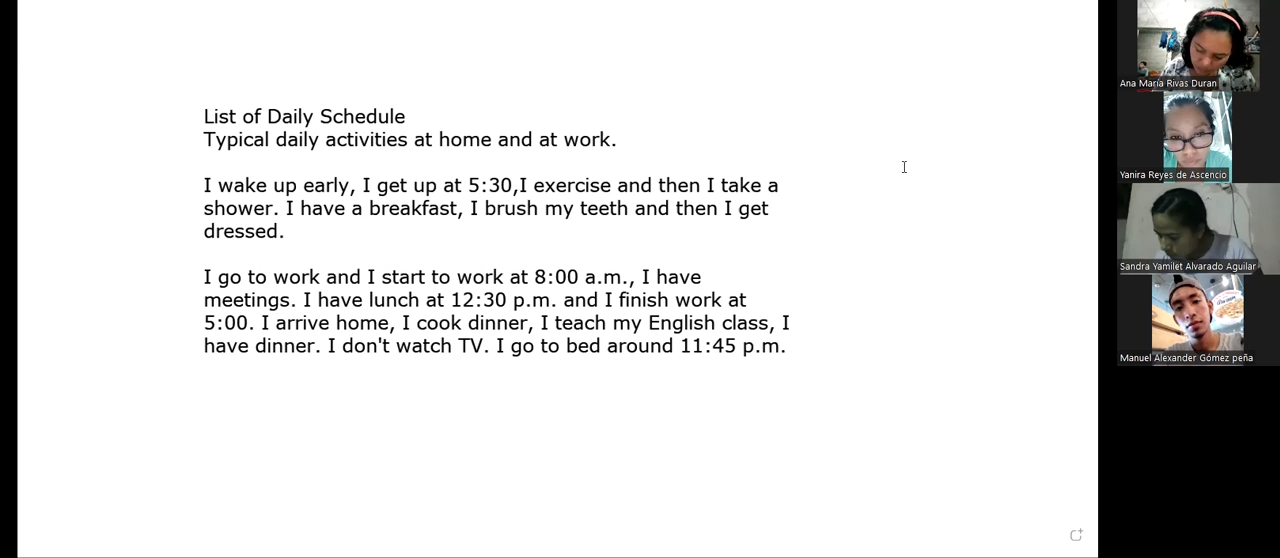 List of Daily Schedule
Typical daily activities at home and at work.
I wake up early, I get up at 5:30,I exercise and then I take a
shower. I have a breakfast, I brush my teeth and then I get
dressed.
I go to work and I start to work at 8:00 a.m., I have
meetings. I have lunch at 12:30 p.m. and I finish work at
5:00. I arrive home, I cook dinner, I teach my English class, I
have dinner. I don't watch TV. I go to bed around 11:45 p.m.
Ana María Rivas Duran
Yanira Reyes de Ascencio
Sandra Yamilet Alvarado Aguilar
Manuel Alexander Gómez peña